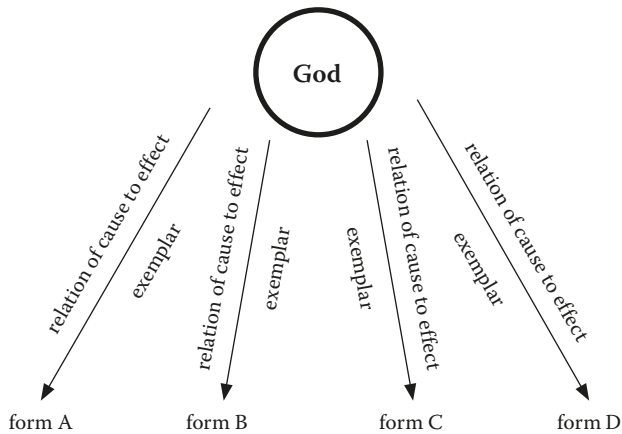 God
relation of cause to effect
exemplar
relation of cause to effect
exemplar
exemplar
relation of cause to effect
exemplar
relation of cause to effect
form A
form B
form C
form D